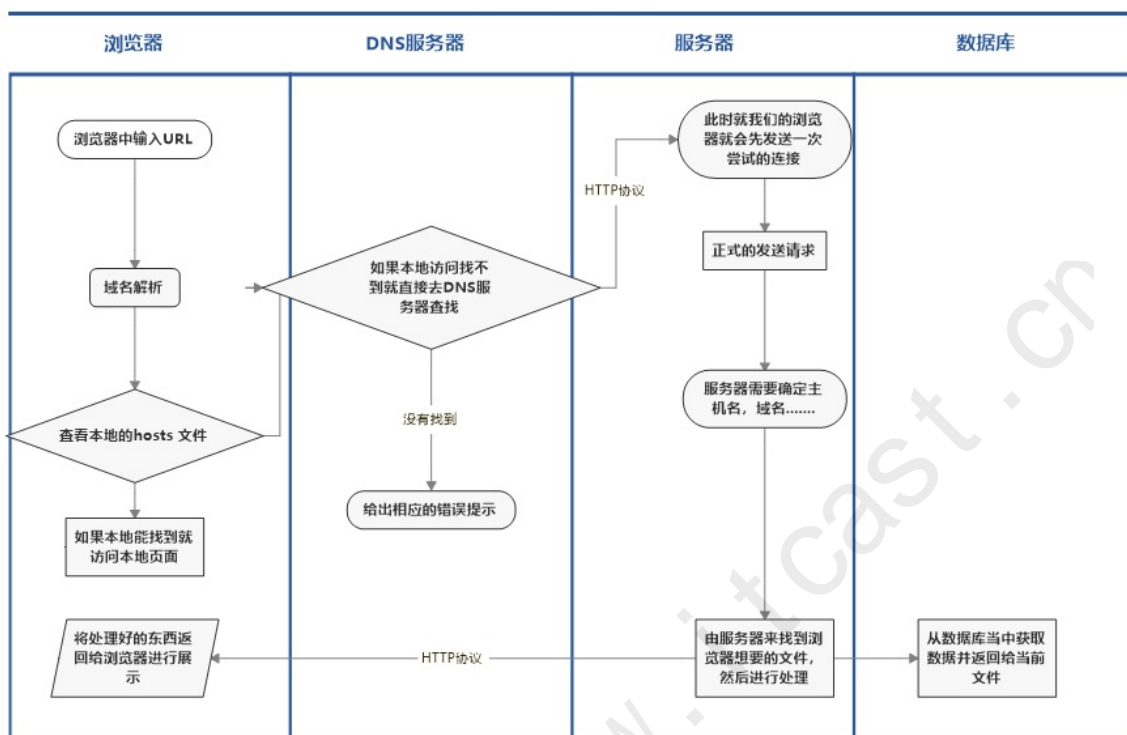 浏览器
DNS服务器
服务器
数据库
浏览器中输入URL
域名解析
查看本地的hosts 文件
如果本地能找到就
访问本地页面
将处理好的东西返
回给浏览器进行展
示
如果本地访问找不
到就直接去DNS服
务器查找
没有找到
给出相应的错误提示
HTTP协议
此时就我们的浏览
器就会先发送一次
尝试的连接
正式的发送请求
服务器需要确定主
机名，域名.......
由服务器来找到浏
览器想要的文件，
然后进行处理
HTTP协议
从数据库当中获取
数据并返回给当前
文件
w.itcast.cn